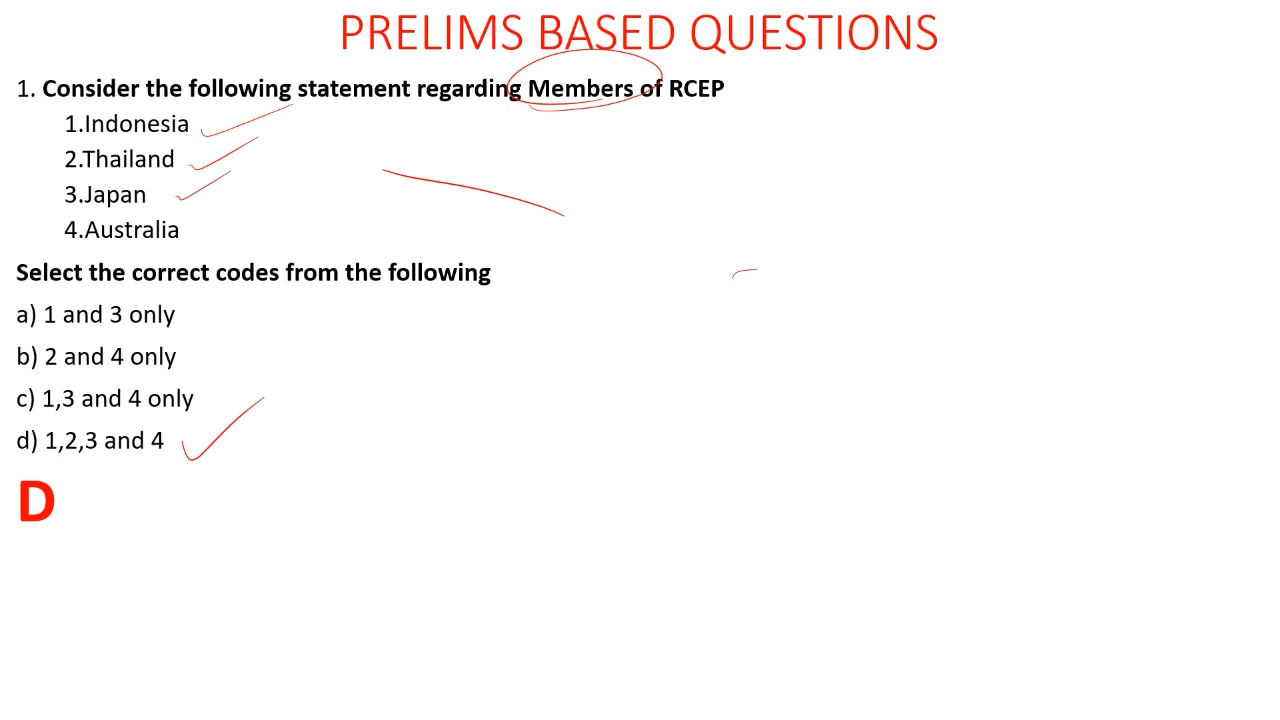 PRELIMS BASED QUESTIONS
1. Consider the following statement regarding Members of RCEP
1.Indonesia
2.Thailand
3.Japan
4.Australia
Select the correct codes from the following
a) 1 and 3 only
b) 2 and 4 only
c) 1,3 and 4 only
d) 1,2,3 and 4
D